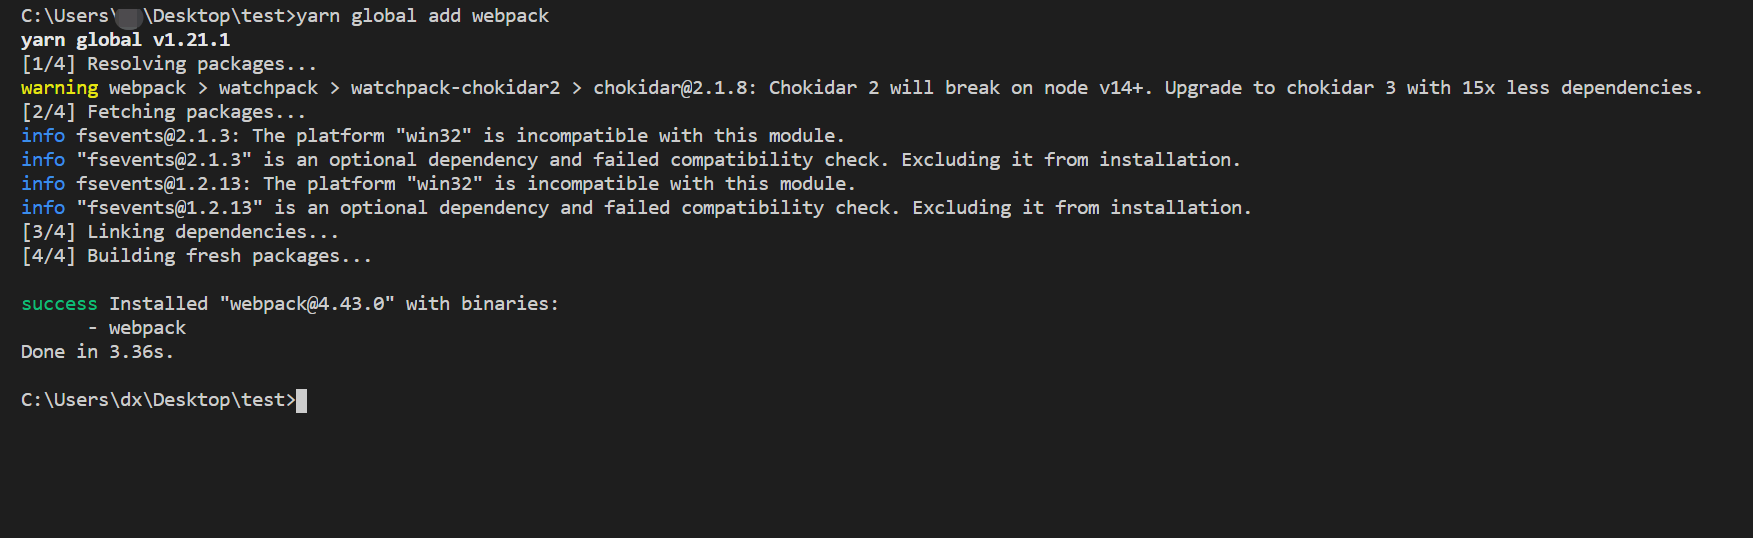 C:\Users\ \Desktop\test>yarn global add webpack
yarn global v1.21.1
[1/4] Resolving packages...
warning webpack > watchpack > watchpack-chokidar2 > chokidar@2.1.8: Chokidar 2 will break on node v14+. Upgrade to chokidar 3 with 15x less dependencies.
[2/4] Fetching packages...
info fsevents@2.1.3: The platform "win32" is incompatible with this module.
info "fsevents@2.1.3" is an optional dependency and failed compatibility check. Excluding it from installation.
info fsevents@1.2.13: The platform "win32" is incompatible with this module.
info "fsevents@1.2.13" is an optional dependency and failed compatibility check. Excluding it from installation.
[3/4] Linking dependencies...
[4/4] Building fresh packages...
success Installed "webpack@4.43.0" with binaries:
- webpack
Done in 3.36s.
C:\Users\dx\Desktop\test>